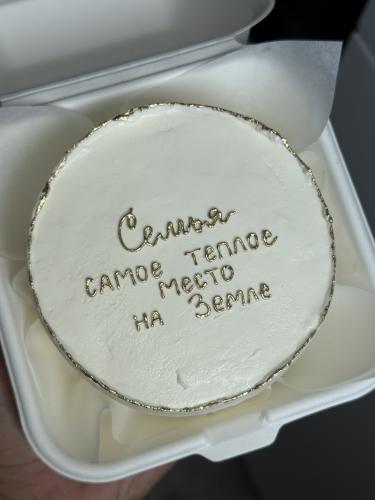 Семья
самое теплое
место
на Земле